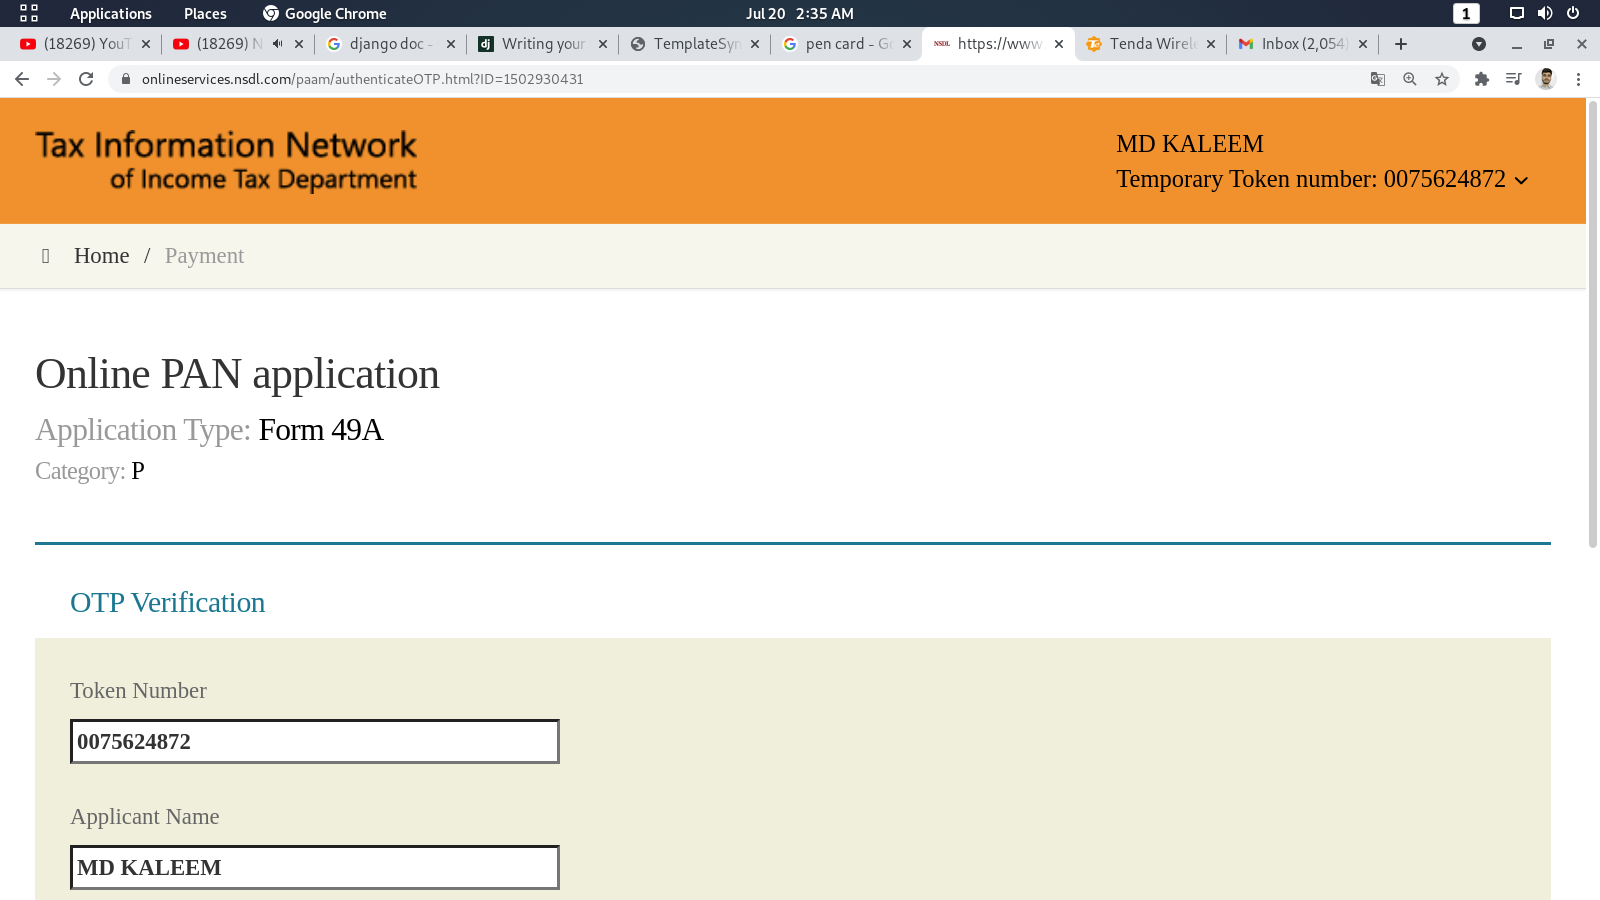 Applications Places Google Chrome Jul 20 2:35 AM 1
(18269) YouT (18269) N django doc - dj Writing your TemplateSyn pen card - Go NSDL https://www. Tenda Wirele Inbox (2,054)
onlineservices.nsdl.com/paam/authenticateOTP.html?ID=1502930431
Tax Information Network
of Income Tax Department
MD KALEEM
Temporary Token number: 0075624872
Home / Payment
Online PAN application
Application Type: Form 49A
Category: P
OTP Verification
Token Number
0075624872
Applicant Name
MD KALEEM